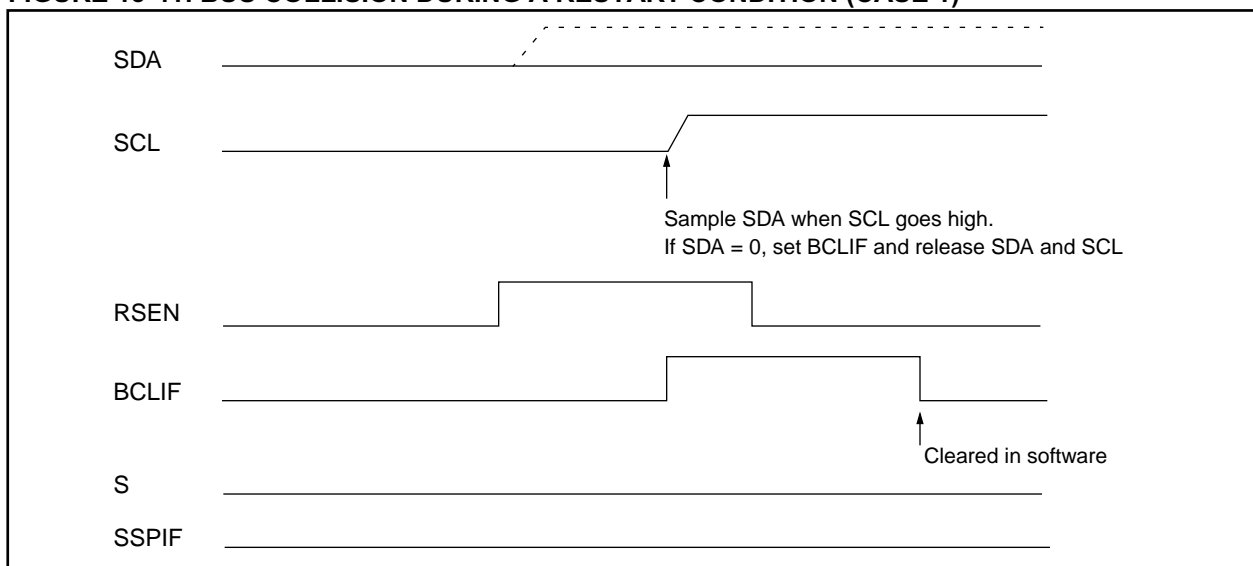 SDA
SCL
Sample SDA when SCL goes high.
If SDA = 0, set BCLIF and release SDA and SCL
RSEN
BCLIF
Cleared in software
S
SSPIF